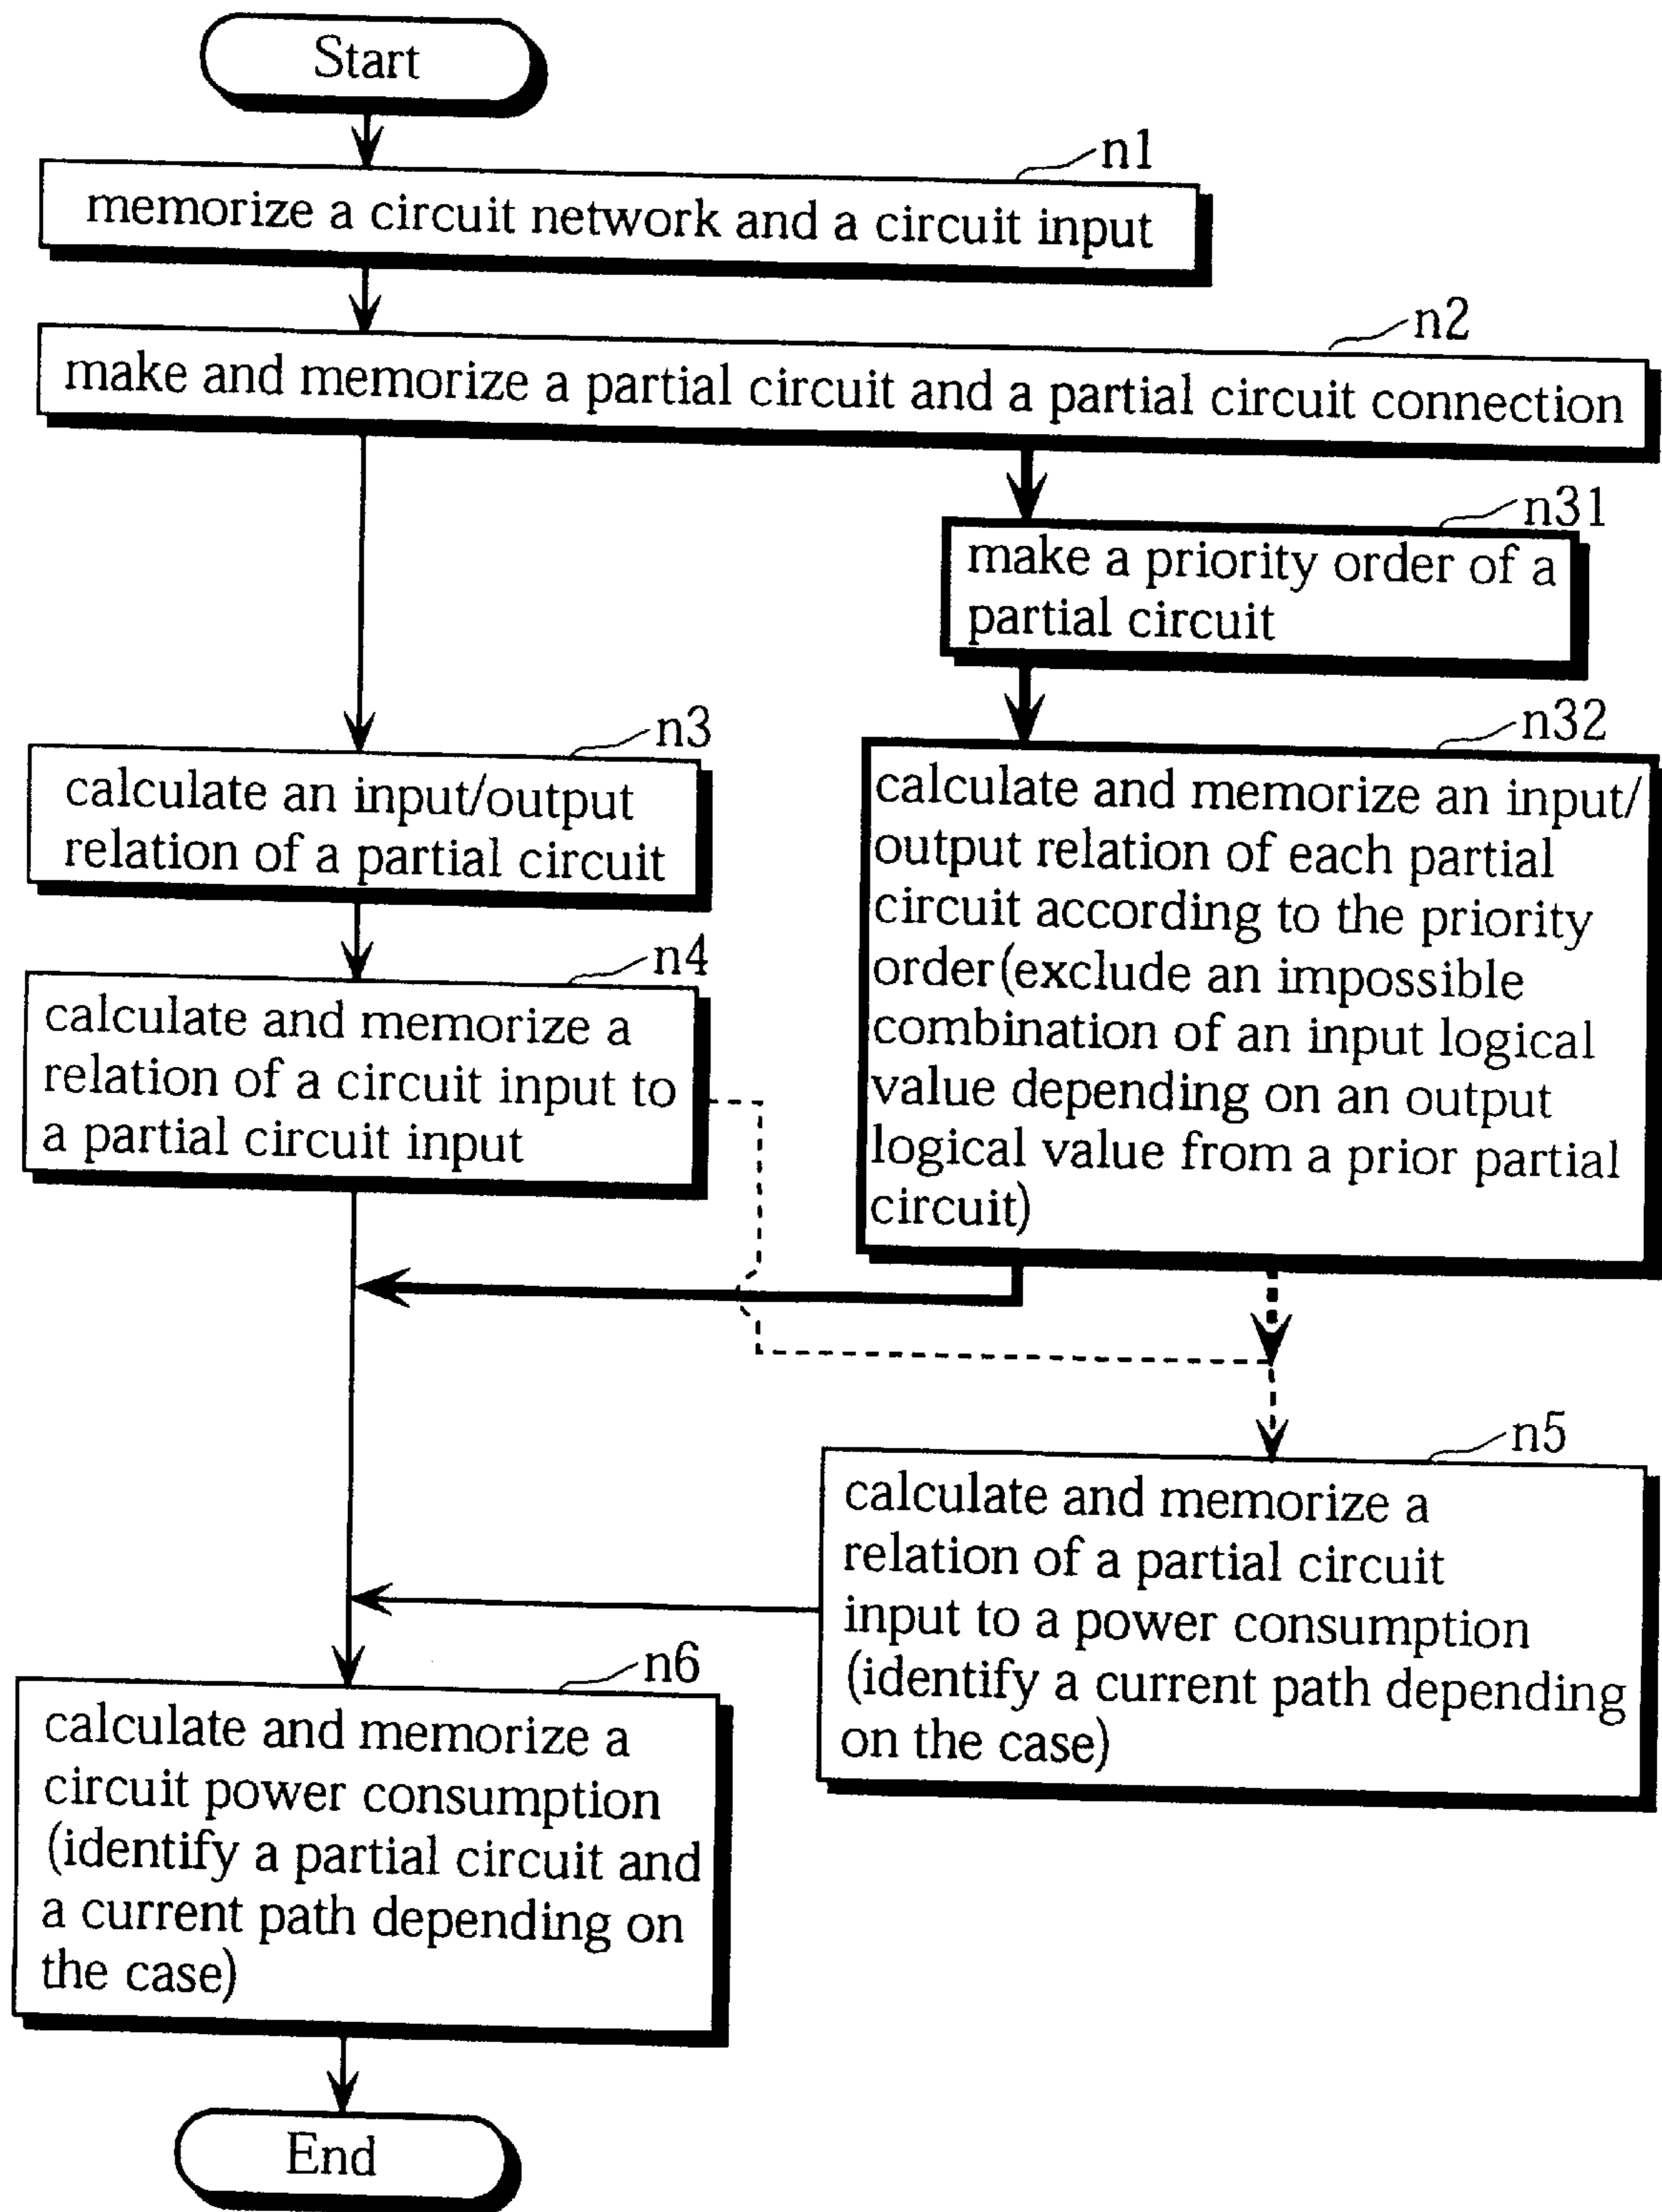 Start
n1
memorize a circuit network and a circuit input
n2
make and memorize a partial circuit and a partial circuit connection
n31
make a priority order of a
partial circuit
n3
calculate an input/output
relation of a partial circuit
n32
calculate and memorize an input/
output relation of each partial
circuit according to the priority
order(exclude an impossible
combination of an input logical
value depending on an output
logical value from a prior partial
circuit)
n4
calculate and memorize a
relation of a circuit input to
a partial circuit input
n5
calculate and memorize a
relation of a partial circuit
input to a power consumption
(identify a current path depending
on the case)
n6
calculate and memorize a
circuit power consumption
(identify a partial circuit and
a current path depending on
the case)
End